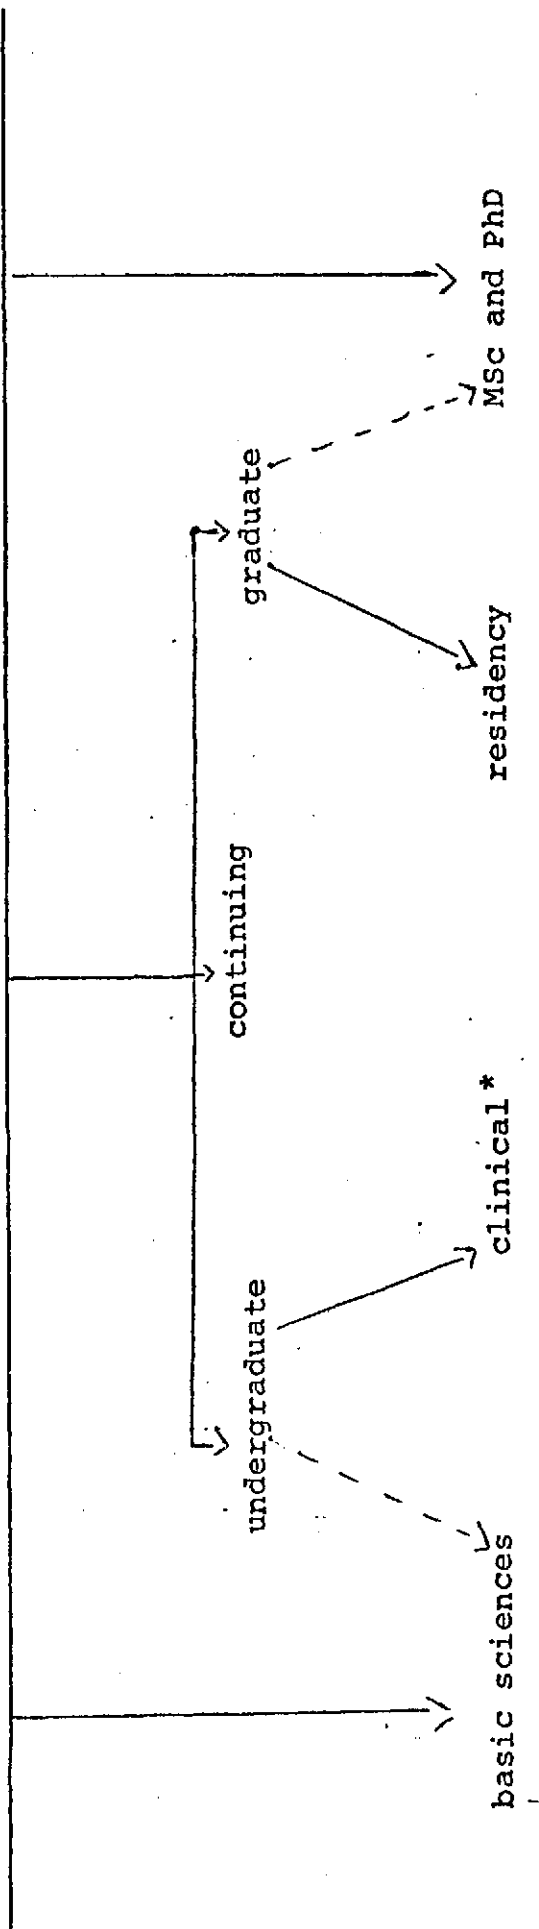 continuing
undergraduate
graduate
basic sciences
clinical*
residency
MSc and PhD